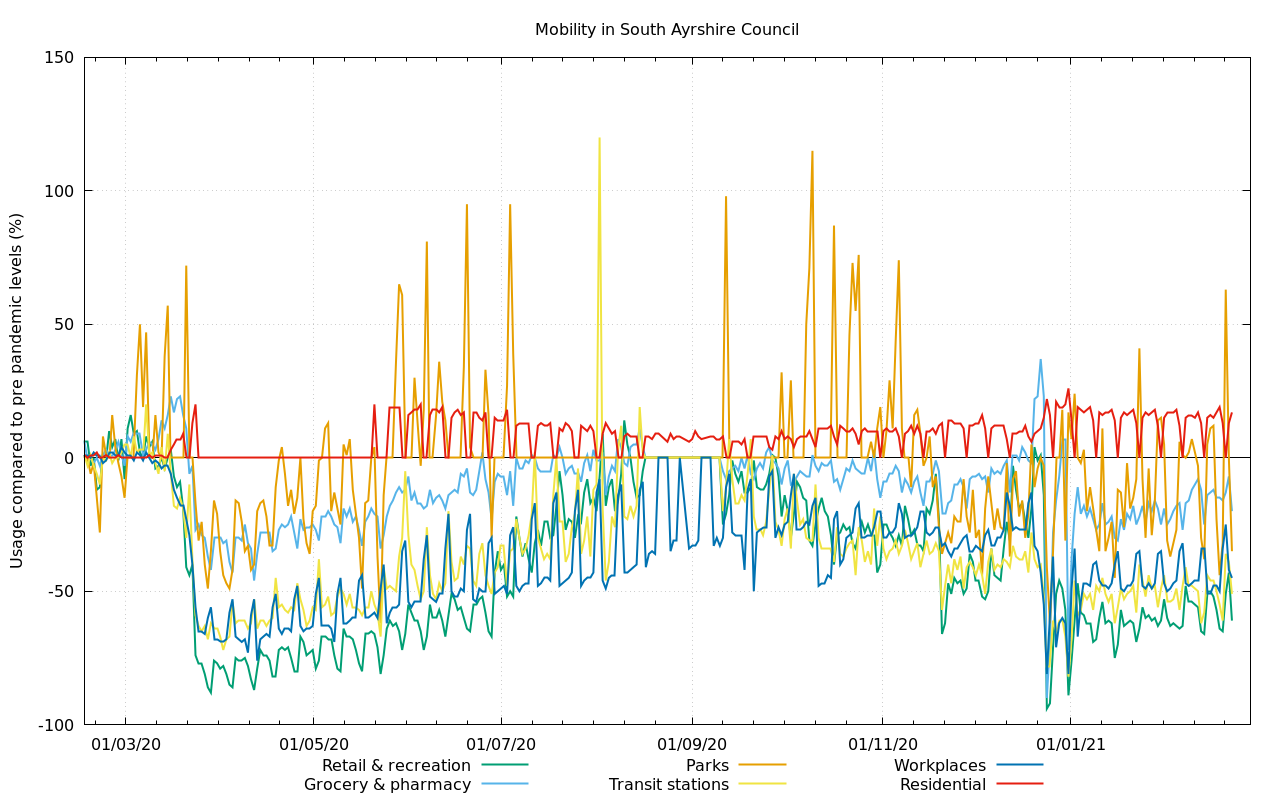 Mobility in South Ayrshire Council
Usage compared to pre pandemic levels (%)
150
100
50
0
-50
-100
01/03/20 01/05/20 01/07/20 01/09/20 01/11/20 01/01/21
Retail & recreation Parks Workplaces
Grocery & pharmacy Transit stations Residential